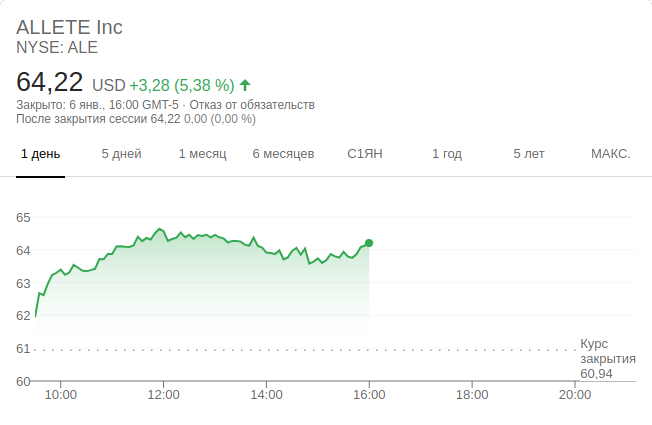 ALLETE Inc
NYSE: ALE
64,22 USD +3,28 (5,38 %)
Закрыто: 6 янв., 16:00 GMT-5 · Отказ от обязательств
После закрытия сессии 64,22 0,00 (0,00 %)
1 день 5 дней 1 месяц 6 месяцев С1ЯН 1 год 5 лет МАКС.
65
64
63
62
61
Курс
закрытия
60,94
60
10:00 12:00 14:00 16:00 18:00 20:00